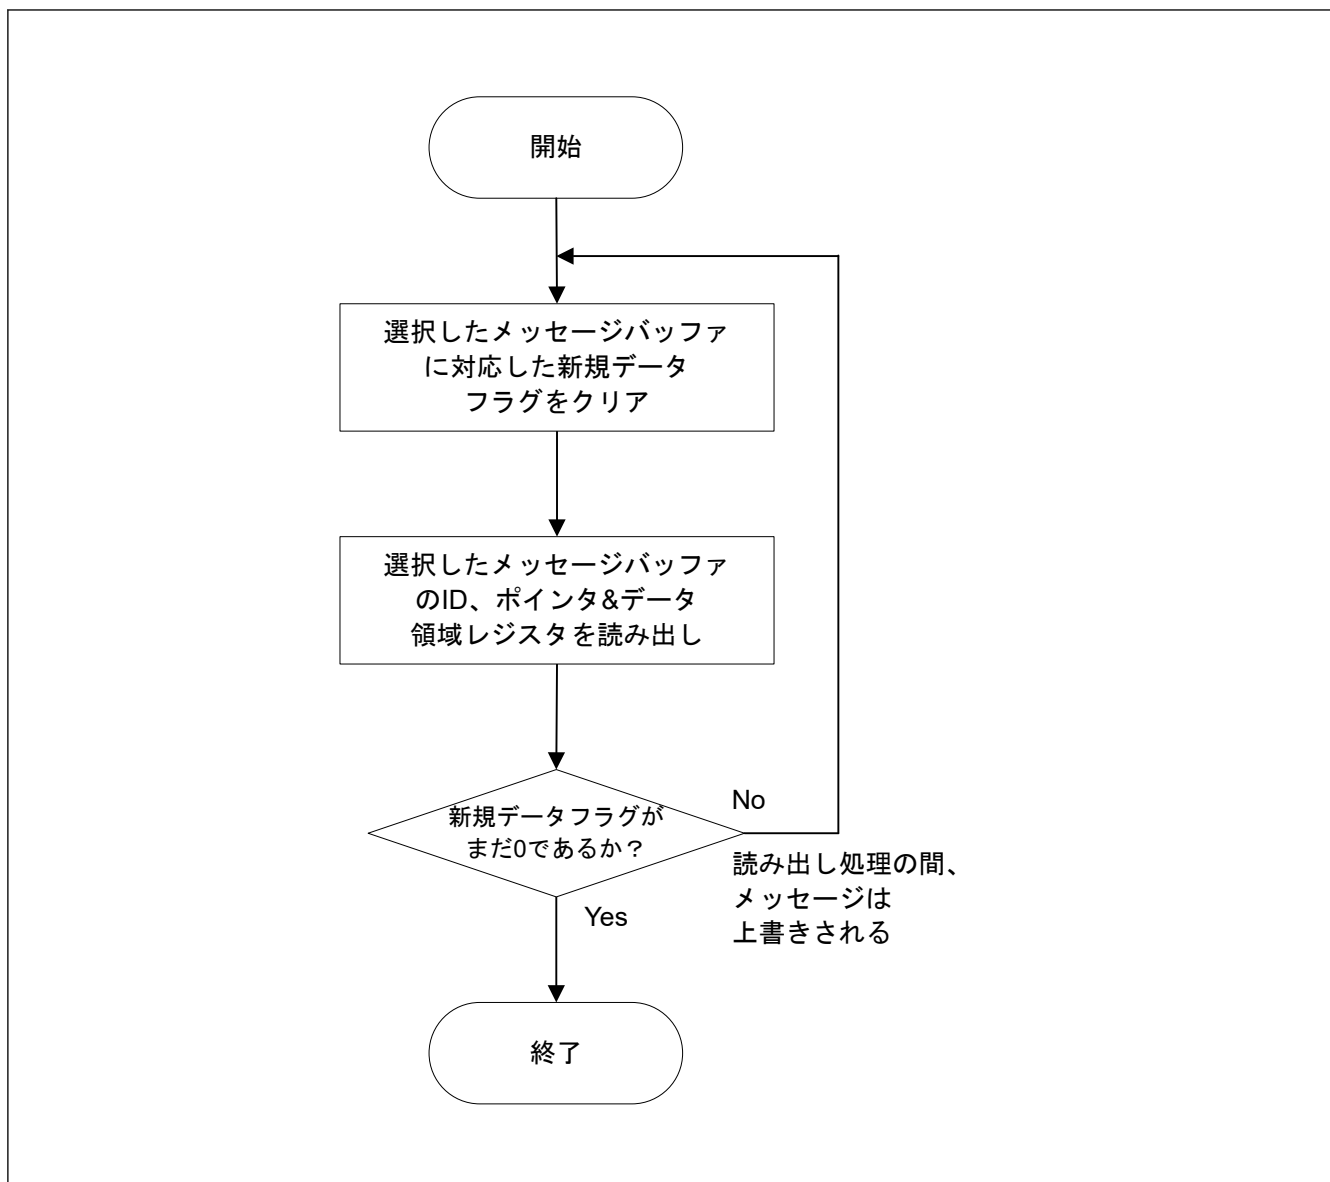 開始
選択したメッセージバッファ
に対応した新規データ
フラグをクリア
選択したメッセージバッファ
のID、ポインタ&データ
領域レジスタを読み出し
新規データフラグが
まだ0であるか？
No
読み出し処理の間、
メッセージは
上書きされる
Yes
終了